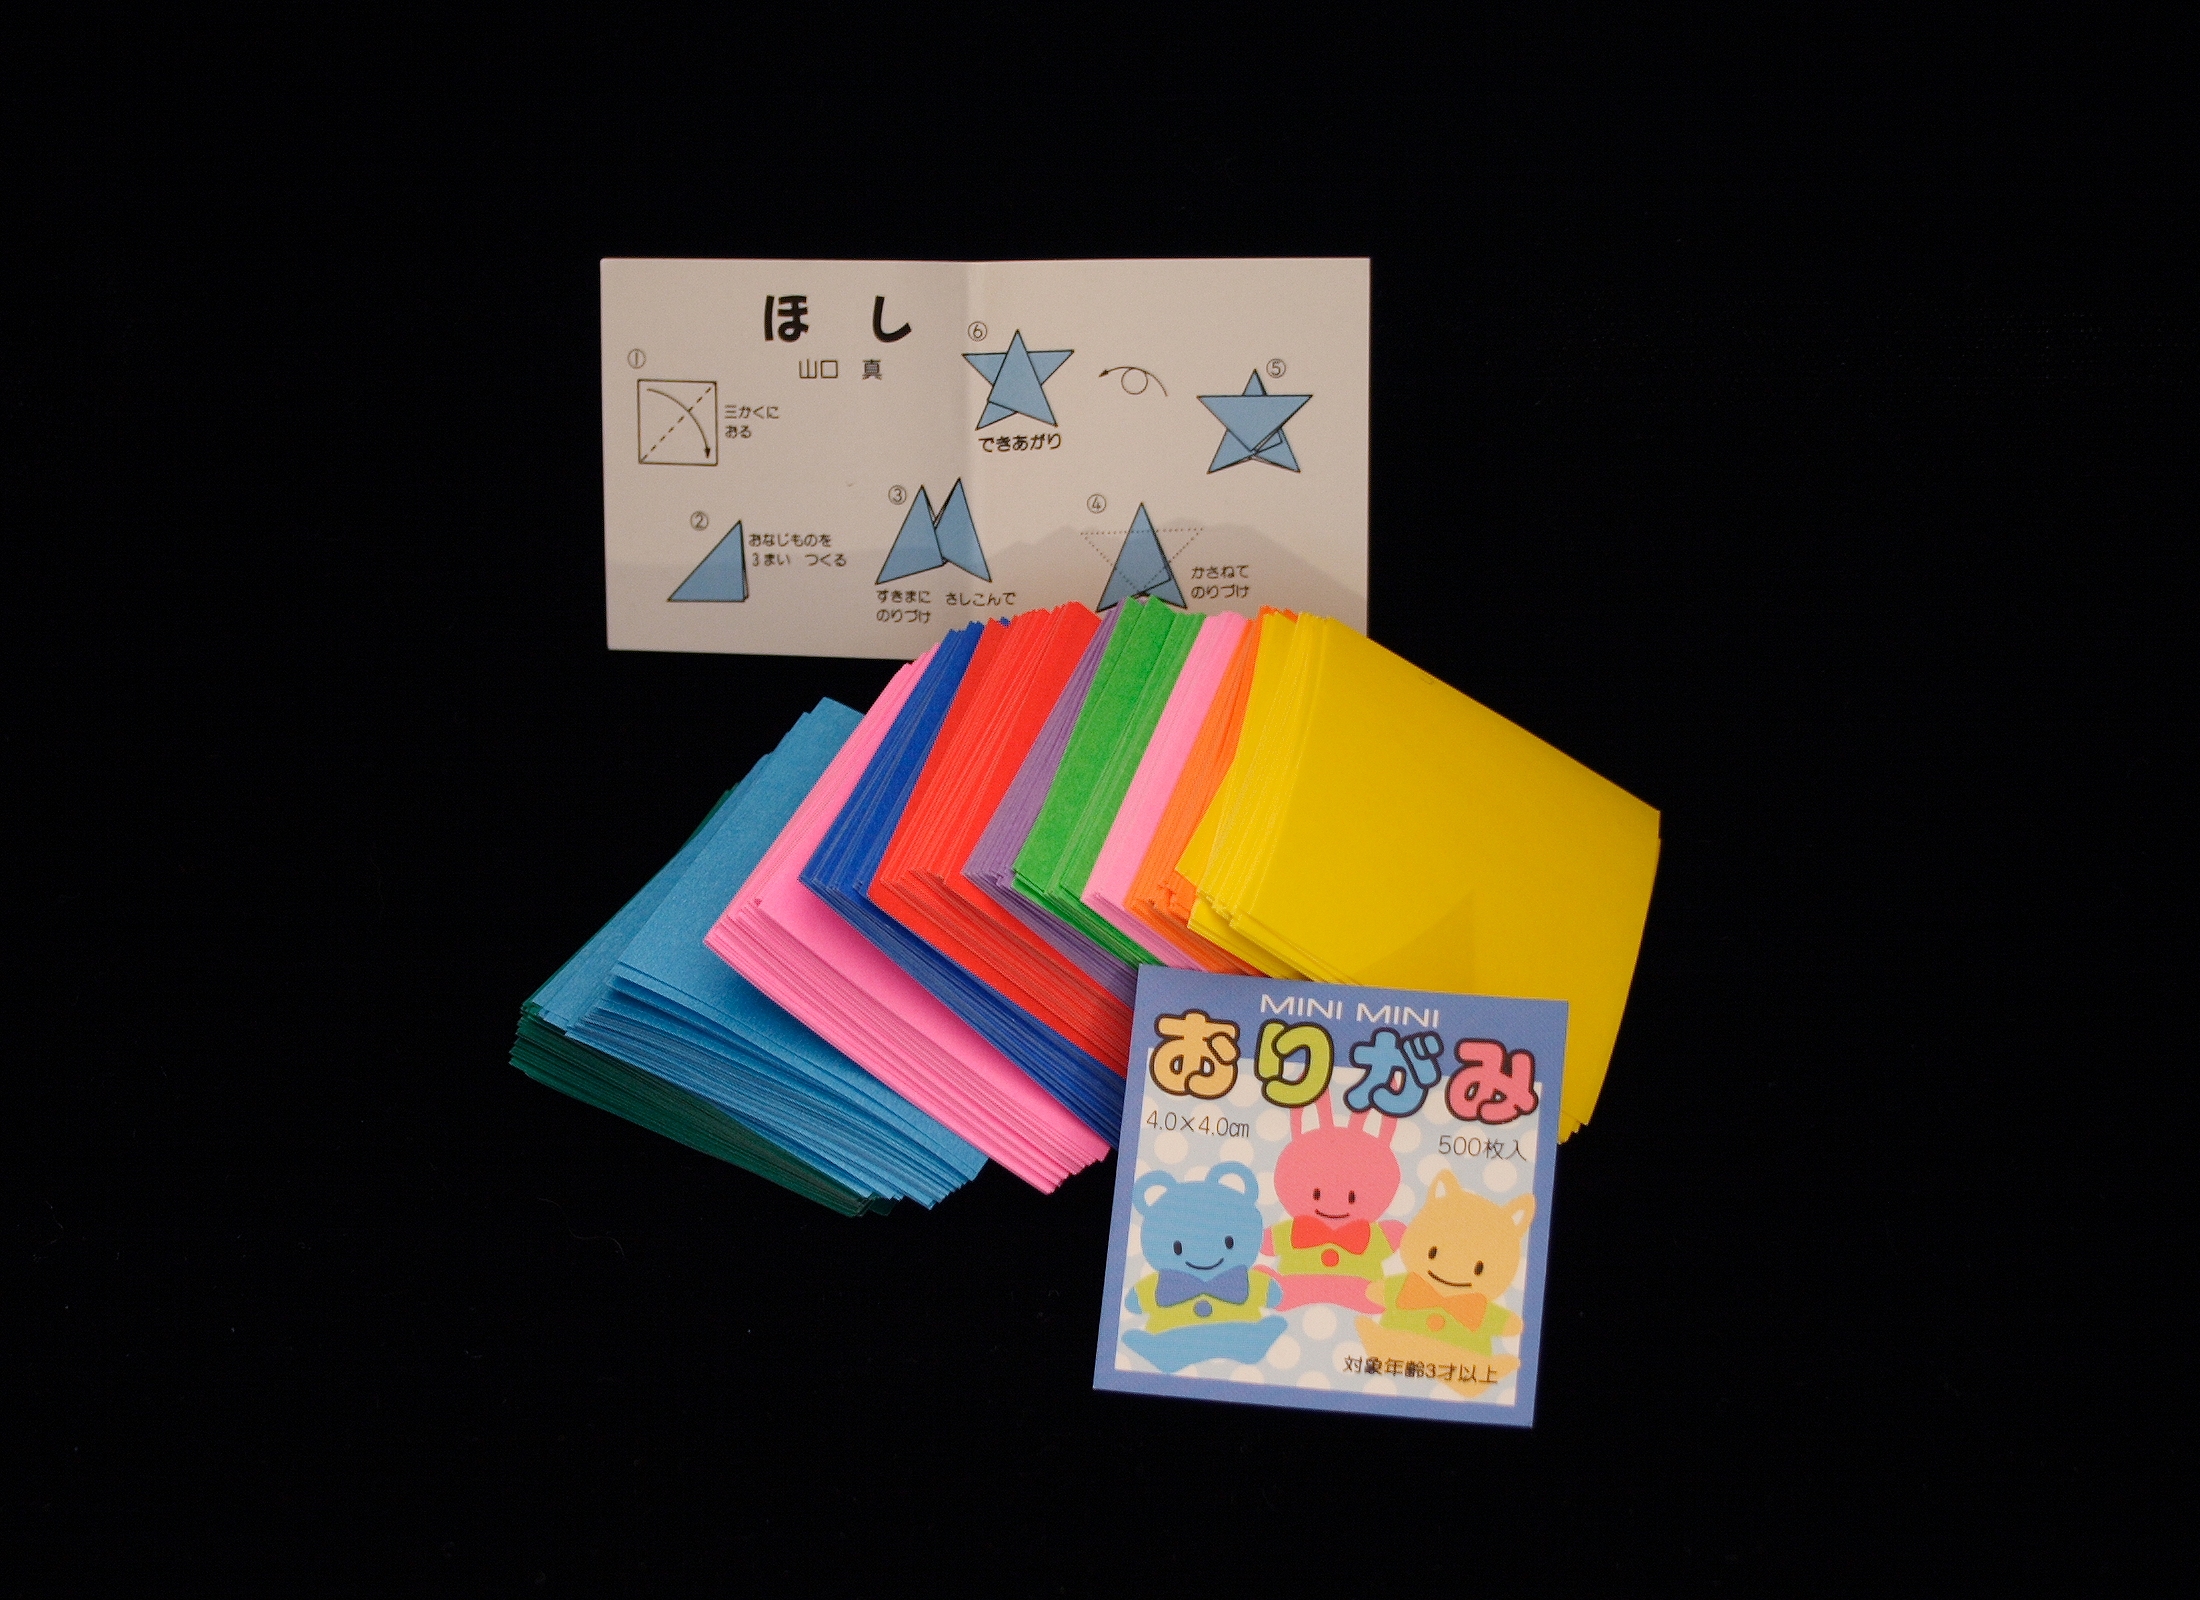 ほし
山口 真
①
三かくに
おる
②
おなじものを
3まい つくる
③
すきまに さしこんで
のりづけ
④
かさねて
のりづけ
⑤
⑥
できあがり
MINI MINI
おりがみ
4.0×4.0cm
500枚入
対象年齢3才以上